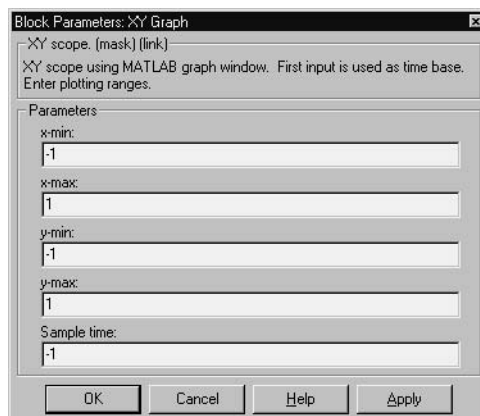 Block Parameters: XY Graph
XY scope. (mask) (link)
XY scope using MATLAB graph window. First input is used as time base.
Enter plotting ranges.
Parameters
x-min:
-1
x-max:
1
y-min:
-1
y-max:
1
Sample time:
-1
OK Cancel Help Apply